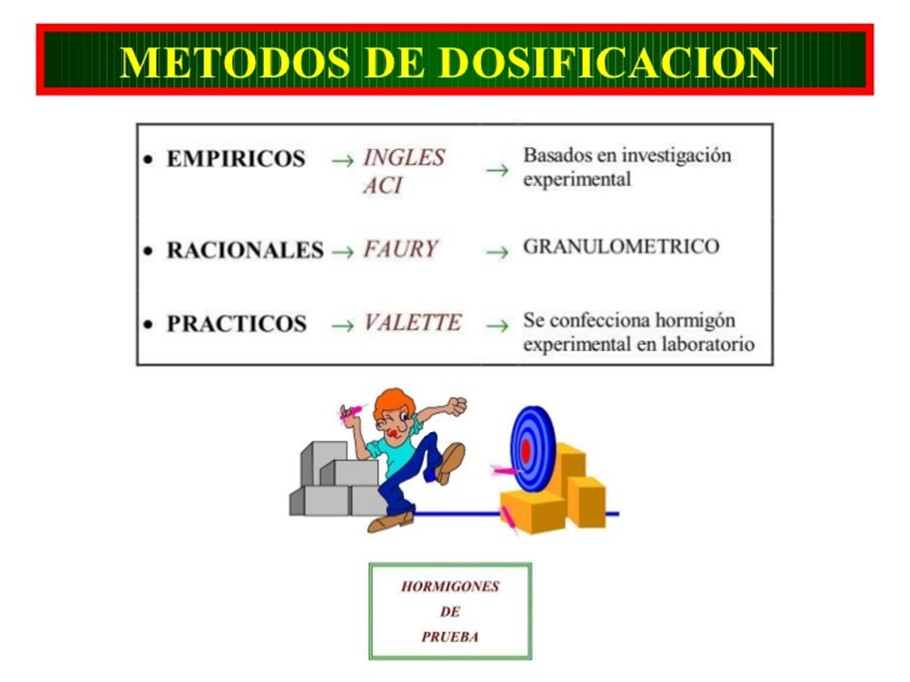 METODOS DE DOSIFICACION
• EMPIRICOS → INGLES → Basados en investigación
ACI experimental
• RACIONALES → FAURY → GRANULOMETRICO
• PRACTICOS → VALETTE → Se confecciona hormigón
experimental en laboratorio
HORMIGONES
DE
PRUEBA